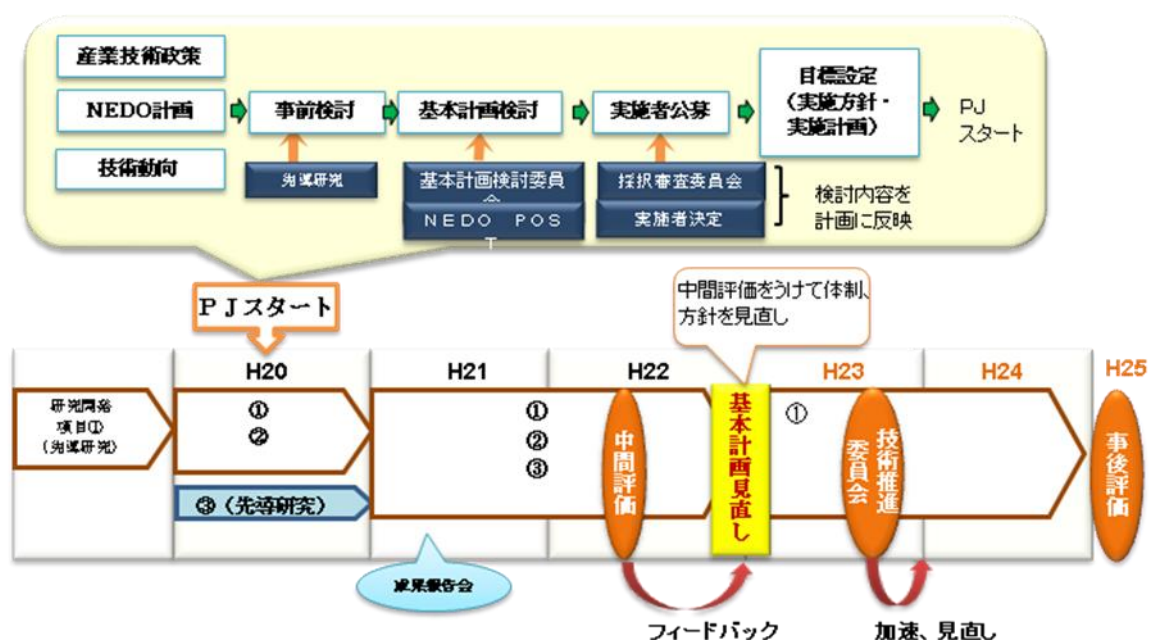 産業技術政策
NEDO計画
技術動向
事前検討
基本計画検討
実施者公募
目標設定
(実施方針・
実施計画)
PJ
スタート
先導研究
基本計画検討委員
会
NEDO POS
T
採択審査委員会
実施者決定
検討内容を
計画に反映
PJスタート
中間評価をうけて体制、
方針を見直し
H20
H21
H22
H23
H24
H25
研究開発
項目①
(先導研究)
①
②
③(先導研究)
①
②
③
中間評価
基本計画見直し
①
技術推進
委員会
事後評価
成果報告会
フィードバック
加速、見直し